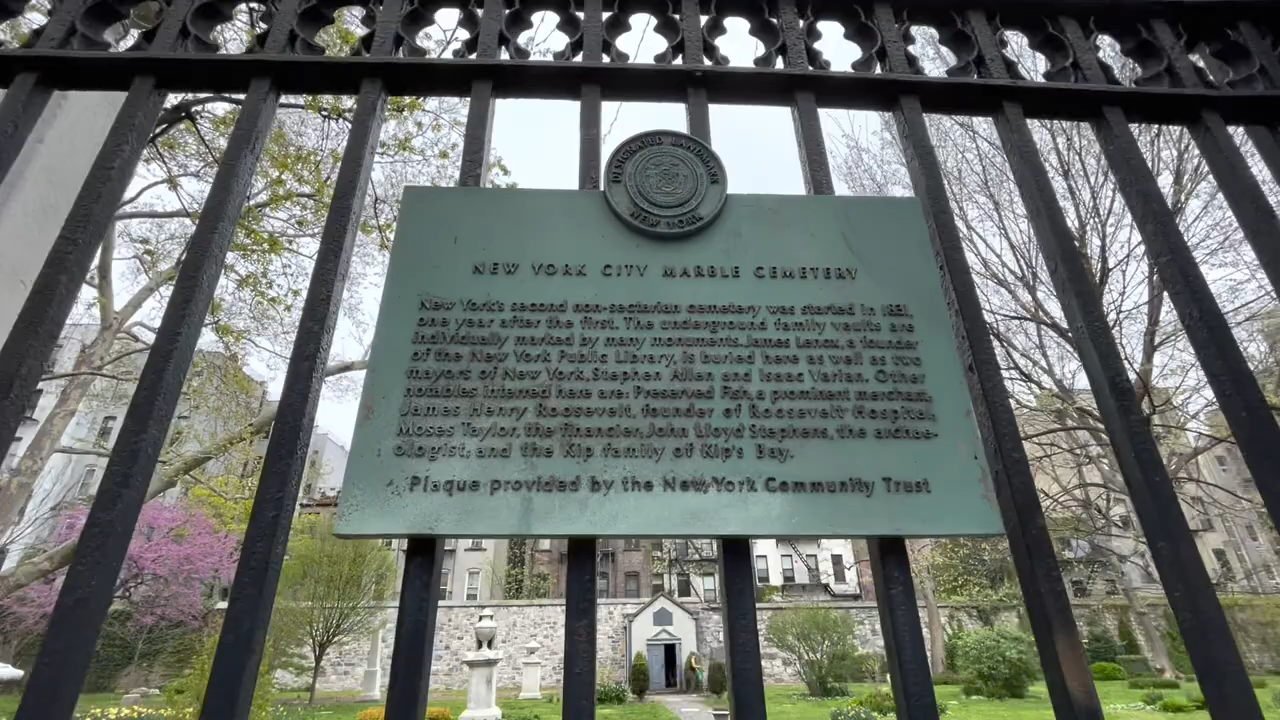 DESIGNATED LANDMARK
NEW YORK
NEW YORK CITY MARBLE CEMETERY
New York's second non-sectarian cemetery was started in 1831,
one year after the first. The underground family vaults are
individually marked by many monuments. James Lenox, a founder
of the New York Public Library, is buried here as well as two
mayors of New York, Stephen Allen and Isaac Varian. Other
notables interred here are: Preserved Fish, a prominent merchant,
James Henry Roosevelt, founder of Roosevelt Hospital,
Moses Taylor, the financier, John Lloyd Stephens, the archae-
ologist; and the Kip family of Kip's Bay.
Plaque provided by the New York Community Trust